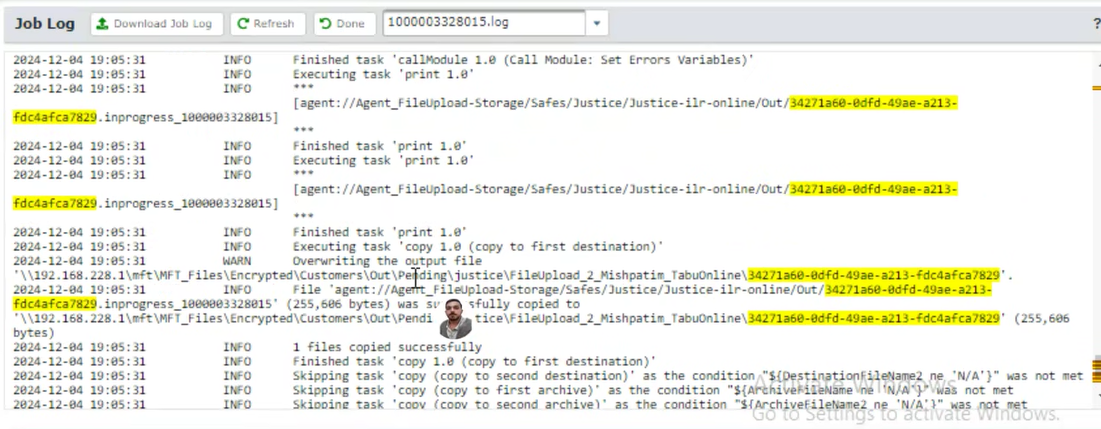 Job Log Download Job Log Refresh Done 1000003328015.log ?
2024-12-04 19:05:31 INFO Finished task 'callModule 1.0 (Call Module: Set Errors Variables)'
2024-12-04 19:05:31 INFO Executing task 'print 1.0'
2024-12-04 19:05:31 INFO ***
[agent://Agent_FileUpload-Storage/Safes/Justice/Justice-ilr-online/Out/34271a60-0dfd-49ae-a213-
fdc4afca7829.inprogress_1000003328015]
***
2024-12-04 19:05:31 INFO Finished task 'print 1.0'
2024-12-04 19:05:31 INFO Executing task 'print 1.0'
2024-12-04 19:05:31 INFO ***
[agent://Agent_FileUpload-Storage/Safes/Justice/Justice-ilr-online/Out/34271a60-0dfd-49ae-a213-
fdc4afca7829.inprogress_1000003328015]
***
2024-12-04 19:05:31 INFO Finished task 'print 1.0'
2024-12-04 19:05:31 INFO Executing task 'copy 1.0 (copy to first destination)'
2024-12-04 19:05:31 WARN Overwriting the output file
'\\192.168.228.1\mft\MFT_Files\Encrypted\Customers\Out\Pending\justice\FileUpload_2_Mishpatim_TabuOnline\34271a60-0dfd-49ae-a213-fdc4afca7829'.
2024-12-04 19:05:31 INFO File 'agent://Agent_FileUpload-Storage/Safes/Justice/Justice-ilr-online/Out/34271a60-0dfd-49ae-a213-
fdc4afca7829.inprogress_1000003328015' (255,606 bytes) was su sfully copied to
'\\192.168.228.1\mft\MFT_Files\Encrypted\Customers\Out\Pendi tice\FileUpload_2_Mishpatim_TabuOnline\34271a60-0dfd-49ae-a213-fdc4afca7829' (255,606
bytes)
2024-12-04 19:05:31 INFO 1 files copied successfully
2024-12-04 19:05:31 INFO Finished task 'copy 1.0 (copy to first destination)'
2024-12-04 19:05:31 INFO Skipping task 'copy (copy to second destination)' as the condition "${DestinationFileName2 ne 'N/A'}" was not met
2024-12-04 19:05:31 INFO Skipping task 'copy (copy to first archive)' as the condition "${ArchiveFileName ne 'N/A'}" was not met
2024-12-04 19:05:31 INFO Skipping task 'copy (copy to second archive)' as the condition "${ArchiveFileName2 ne 'N/A'}" was not met
Activate Windows
Go to Settings to activate Windows.